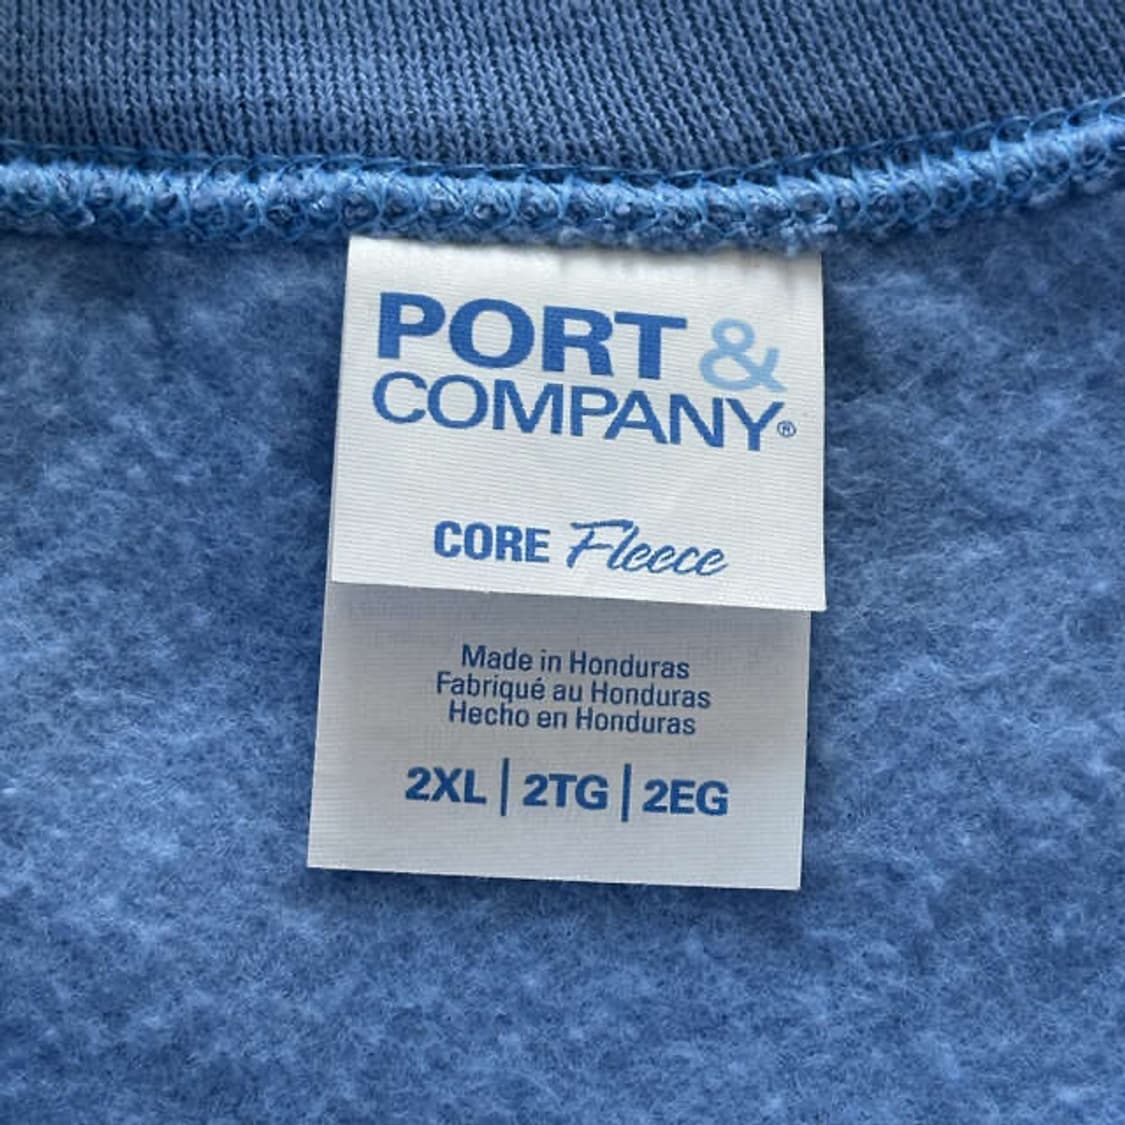 PORT &
COMPANY®
CORE Fleece
Made in Honduras
Fabriqué au Honduras
Hecho en Honduras
2XL | 2TG | 2EG